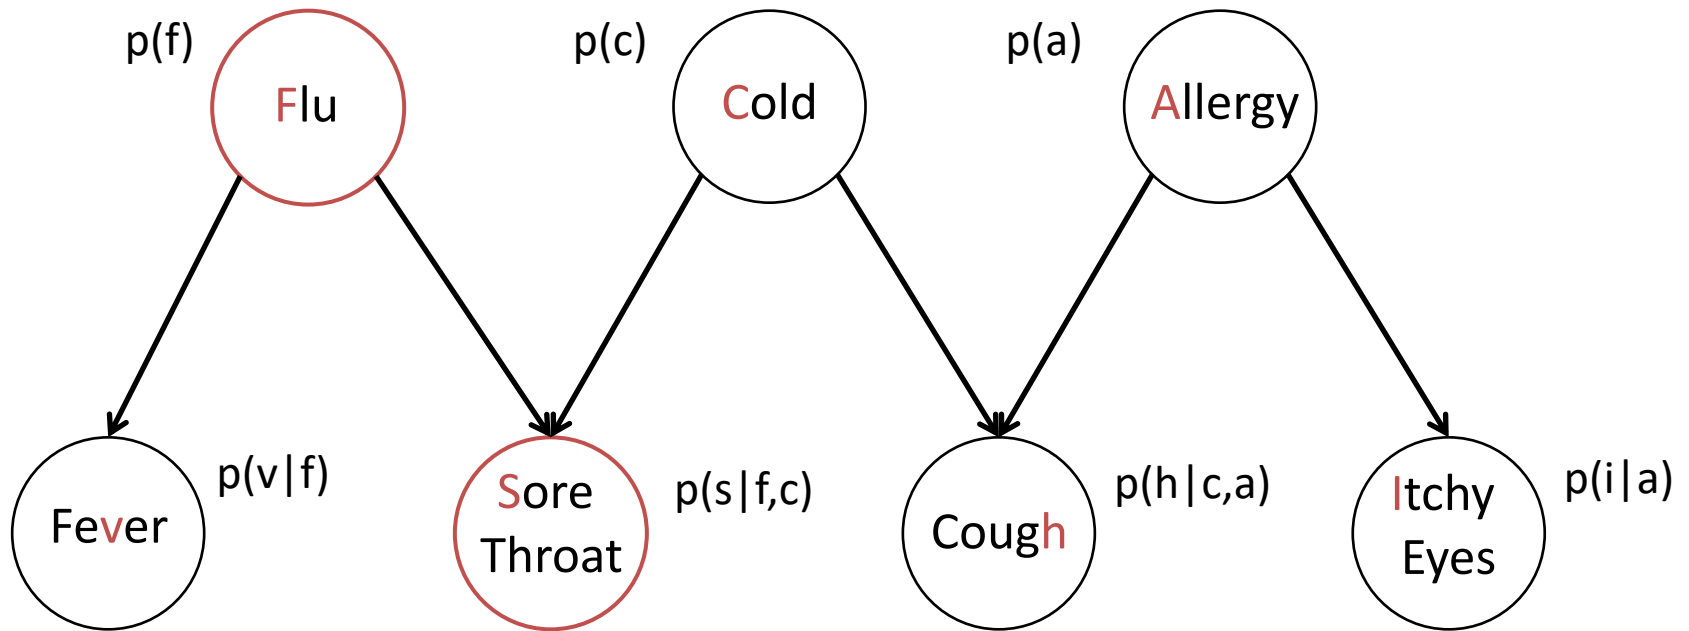 p(f)
Flu
p(c)
Cold
p(a)
Allergy
Fever
p(v|f)
Sore
Throat
p(s|f,c)
Cough
p(h|c,a)
Itchy
Eyes
p(i|a)